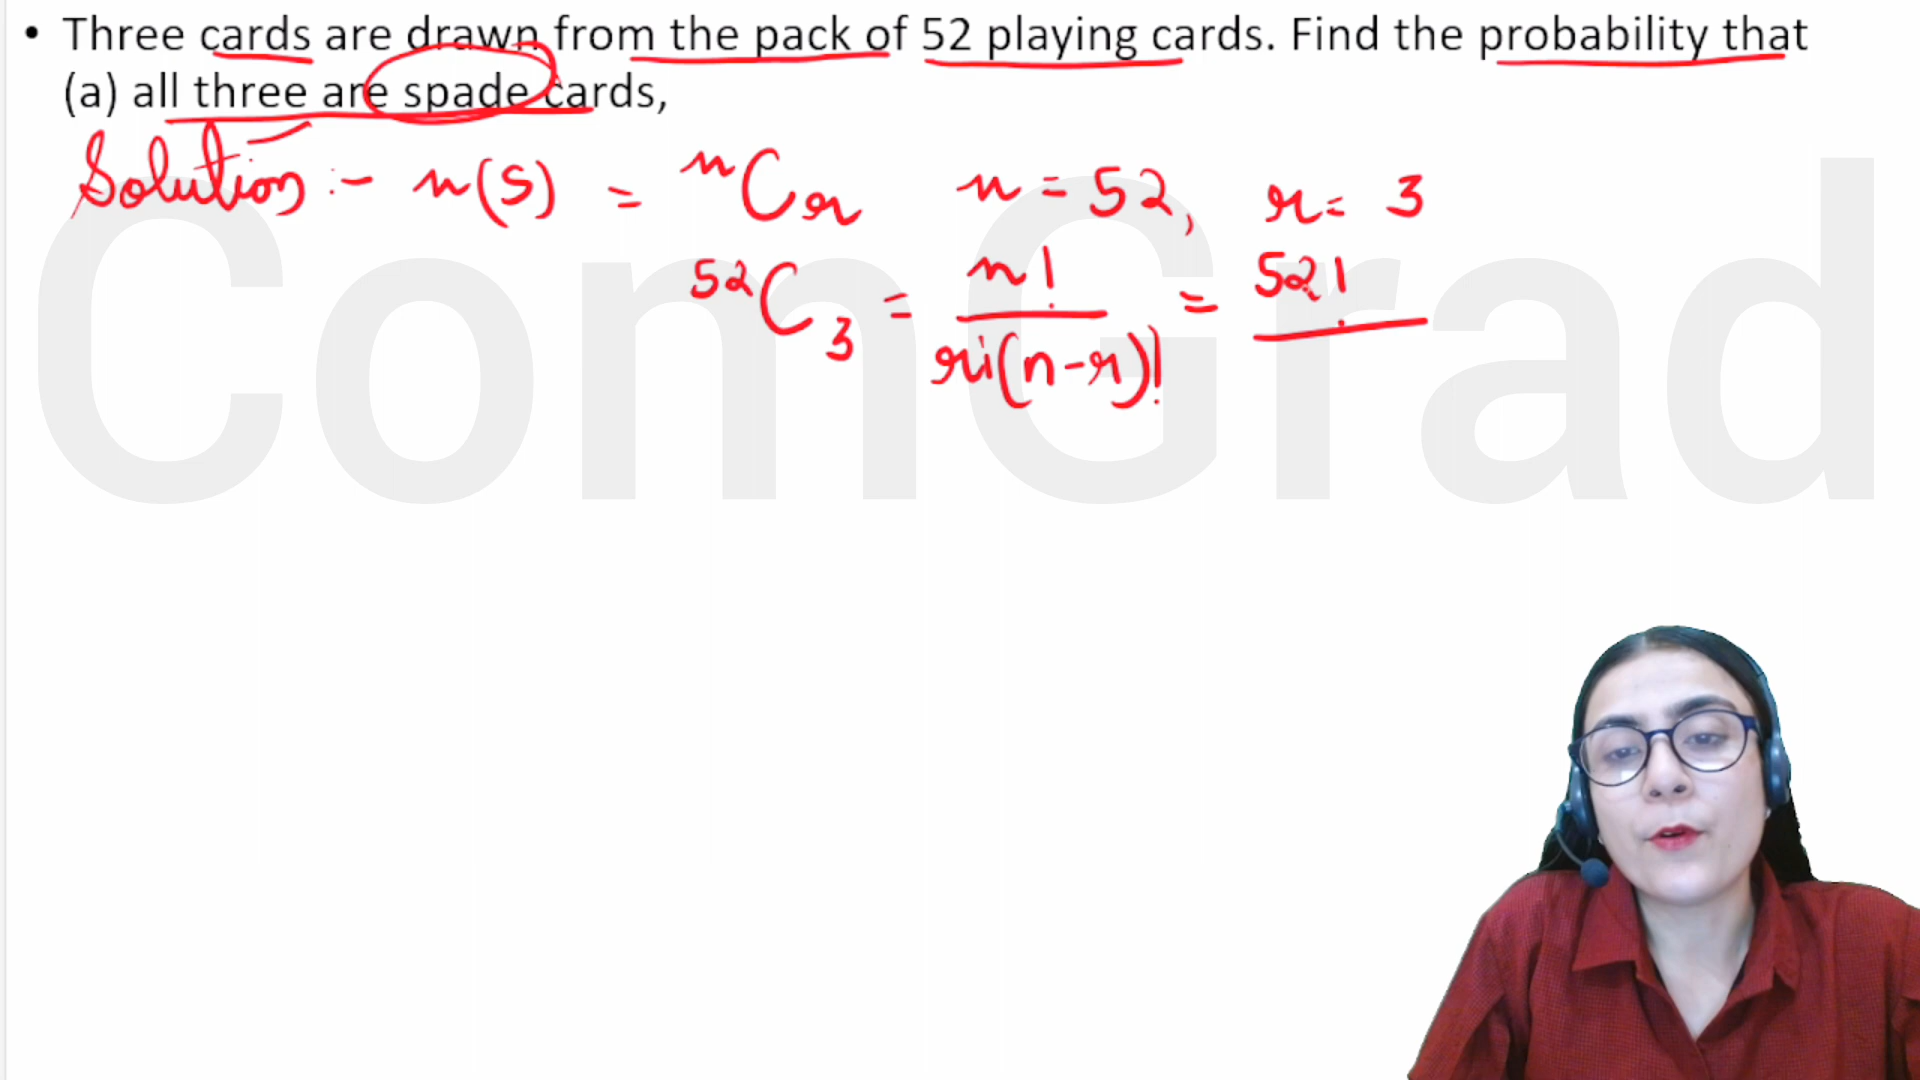 • Three cards are drawn from the pack of 52 playing cards. Find the probability that
(a) all three are spade cards,
Solution :- n(S) = ⁿCᵣ n = 52, r = 3
⁵²C₃ = n! / r!(n-r)! = 52!
ComGrad